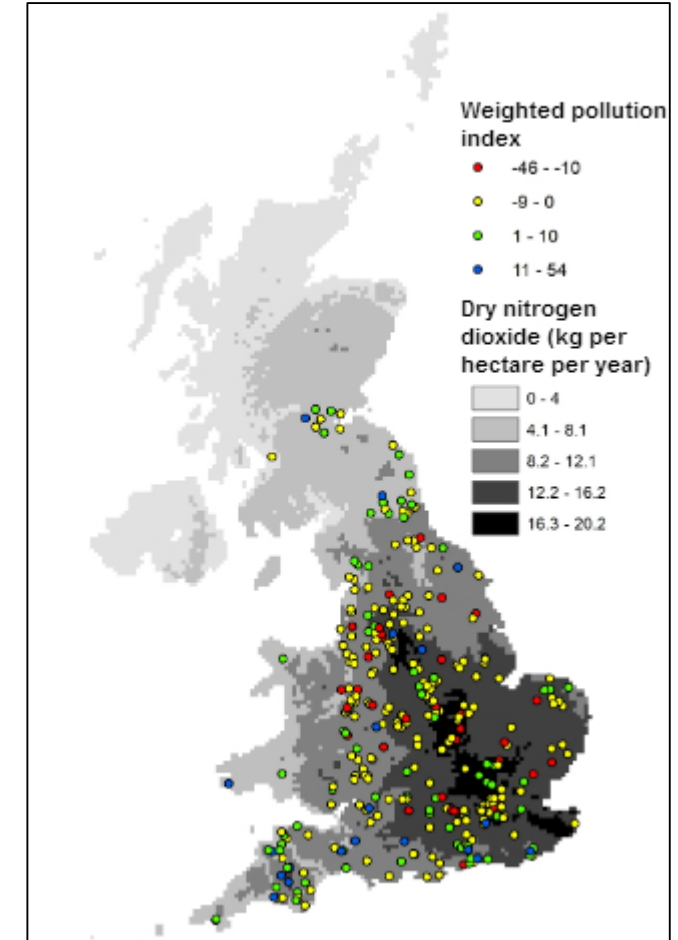 Weighted pollution
index
-46 - -10
-9 - 0
1 - 10
11 - 54
Dry nitrogen
dioxide (kg per
hectare per year)
0 - 4
4.1 - 8.1
8.2 - 12.1
12.2 - 16.2
16.3 - 20.2